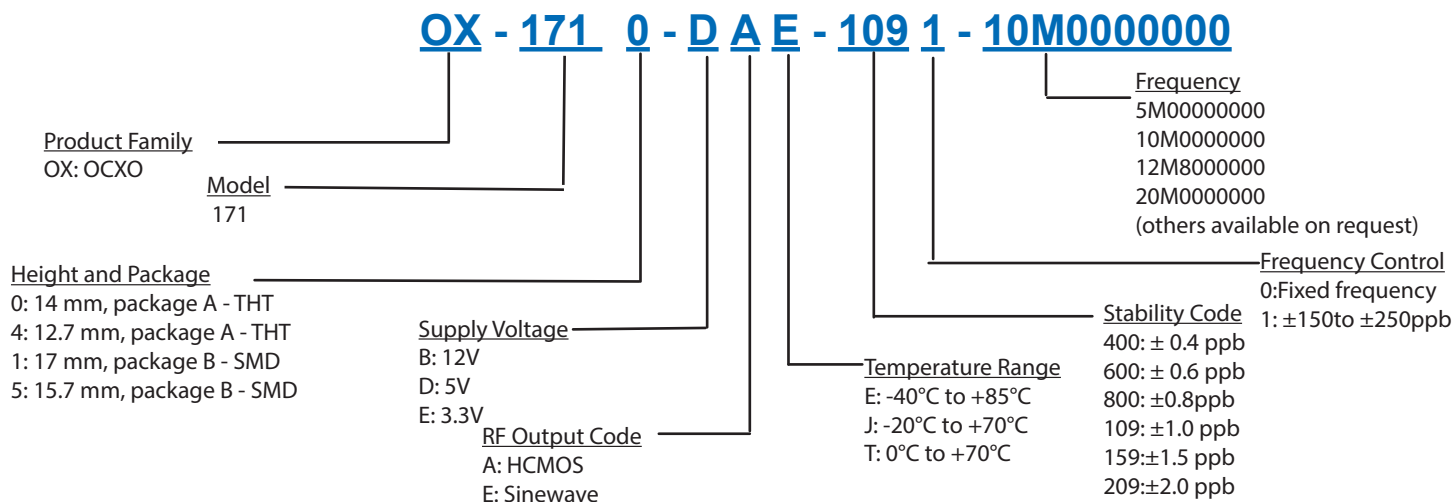 OX - 171 0 - D A E - 109 1 - 10M0000000
Product Family
OX: OCXO
Model
171
Height and Package
0: 14 mm, package A - THT
4: 12.7 mm, package A - THT
1: 17 mm, package B - SMD
5: 15.7 mm, package B - SMD
Supply Voltage
B: 12V
D: 5V
E: 3.3V
RF Output Code
A: HCMOS
E: Sinewave
Temperature Range
E: -40°C to +85°C
J: -20°C to +70°C
T: 0°C to +70°C
Stability Code
400: ± 0.4 ppb
600: ± 0.6 ppb
800: ±0.8ppb
109: ±1.0 ppb
159:±1.5 ppb
209:±2.0 ppb
Frequency Control
0:Fixed frequency
1: ±150to ±250ppb
Frequency
5M00000000
10M0000000
12M8000000
20M0000000
(others available on request)